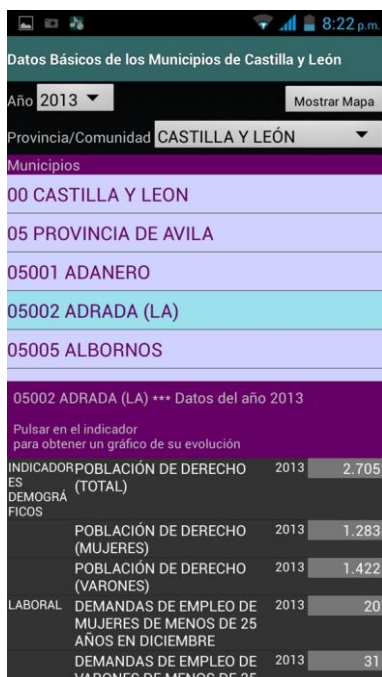 8:22 p.m.
Datos Básicos de los Municipios de Castilla y León
Año 2013
Mostrar Mapa
Provincia/Comunidad CASTILLA Y LEÓN
Municipios
00 CASTILLA Y LEON
05 PROVINCIA DE AVILA
05001 ADANERO
05002 ADRADA (LA)
05005 ALBORNOS
05002 ADRADA (LA) *** Datos del año 2013
Pulsar en el indicador
para obtener un gráfico de su evolución
INDICADOR
ES
DEMOGRÁ
FICOS
POBLACIÓN DE DERECHO
(TOTAL)
2013 2.705
POBLACIÓN DE DERECHO
(MUJERES)
2013 1.283
POBLACIÓN DE DERECHO
(VARONES)
2013 1.422
LABORAL
DEMANDAS DE EMPLEO DE
MUJERES DE MENOS DE 25
AÑOS EN DICIEMBRE
2013 20
DEMANDAS DE EMPLEO DE
VARONES DE MENOS DE 25
2013 31